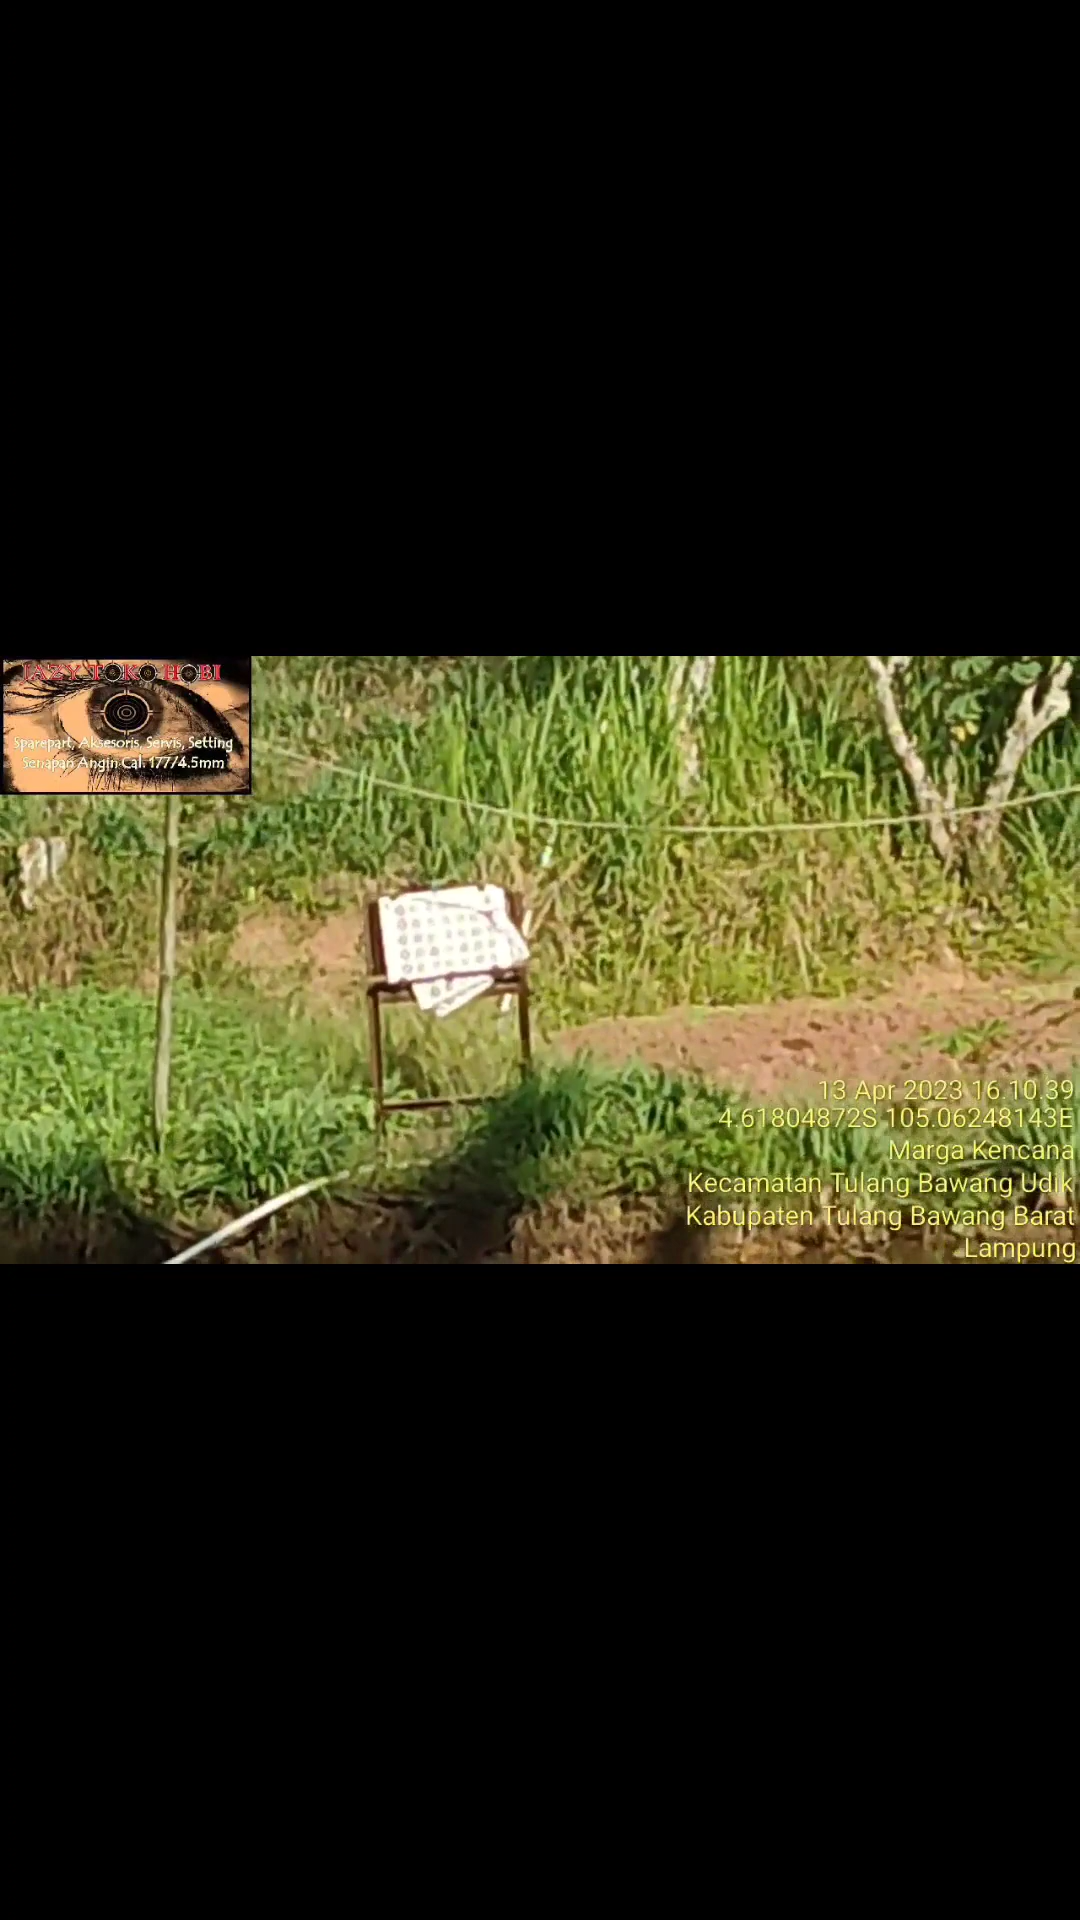 IAZY TOKO HOBI
Sparepart, Aksesoris, Servis, Setting
Senapan Angin Cal. 177/4.5mm
13 Apr 2023 16.10.39
4.61804872S 105.06248143E
Marga Kencana
Kecamatan Tulang Bawang Udik
Kabupaten Tulang Bawang Barat
Lampung